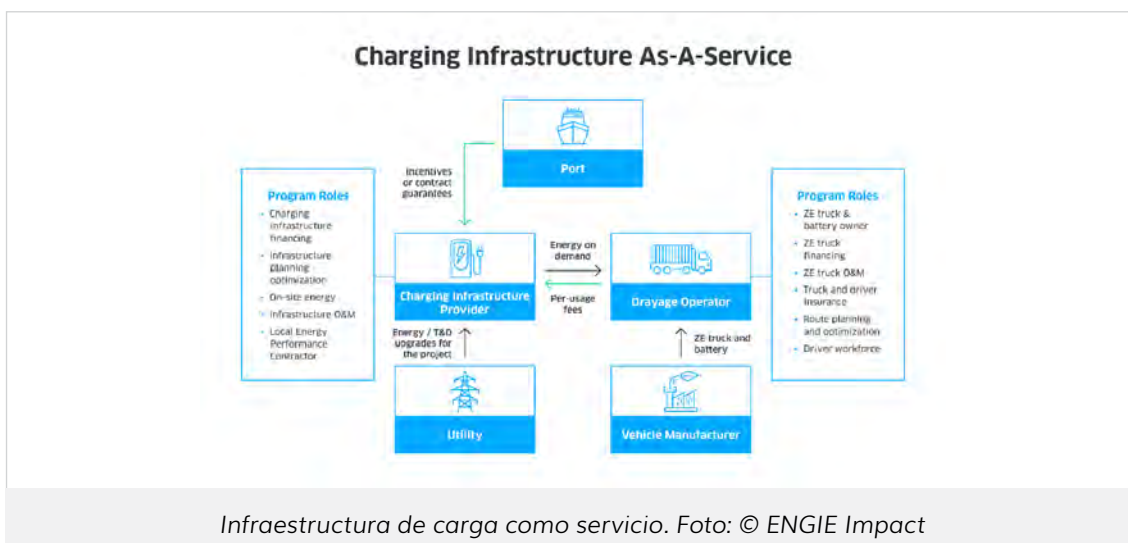 Charging Infrastructure As-A-Service
Port
Incentives
or contract
guarantees
Program Roles
• Charging
infrastructure
financing
• Infrastructure
planning
optimization
• On-site energy
• Infrastructure O&M
• Local Energy
Performance
Contractor
Charging Infrastructure
Provider
Energy on
demand
Per-usage
fees
Drayage Operator
Program Roles
• ZE truck &
battery owner
• ZE truck
financing
• ZE truck O&M
• Truck and driver
insurance
• Route planning
and optimization
• Driver workforce
Energy / T&D
upgrades for
the project
ZE truck and
battery
Utility
Vehicle Manufacturer
Infraestructura de carga como servicio. Foto: © ENGIE Impact